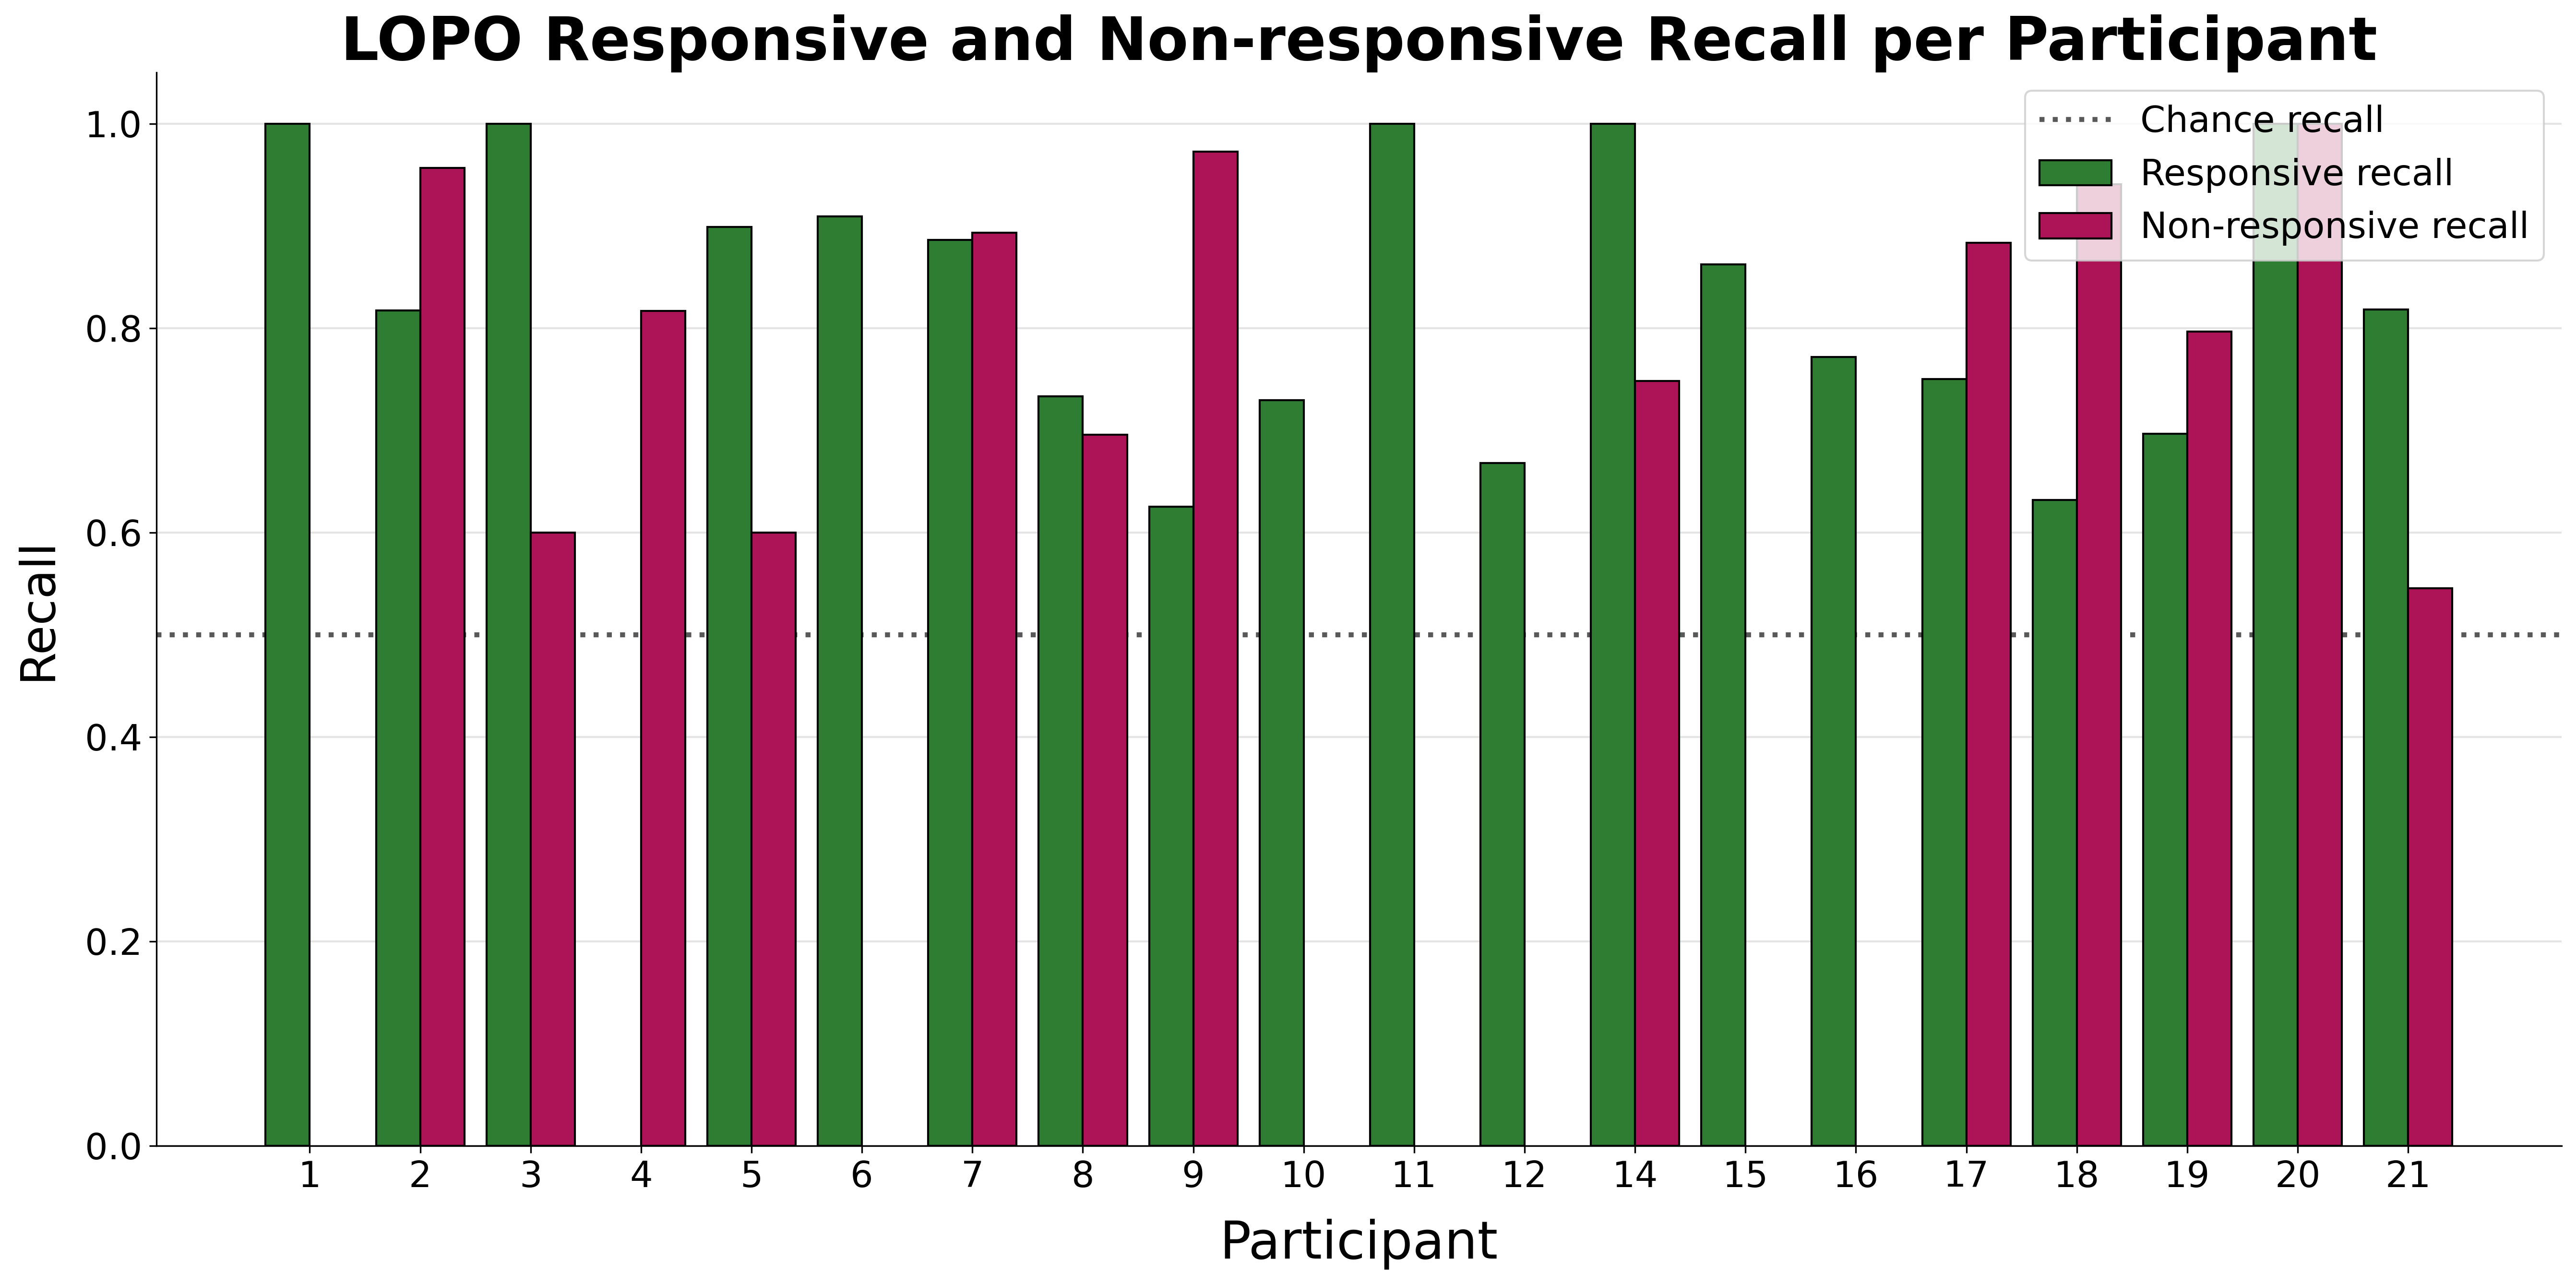 LOPO Responsive and Non-responsive Recall per Participant
Chance recall
Responsive recall
Non-responsive recall
Recall
1.0
0.8
0.6
0.4
0.2
0.0
1 2 3 4 5 6 7 8 9 10 11 12 14 15 16 17 18 19 20 21
Participant